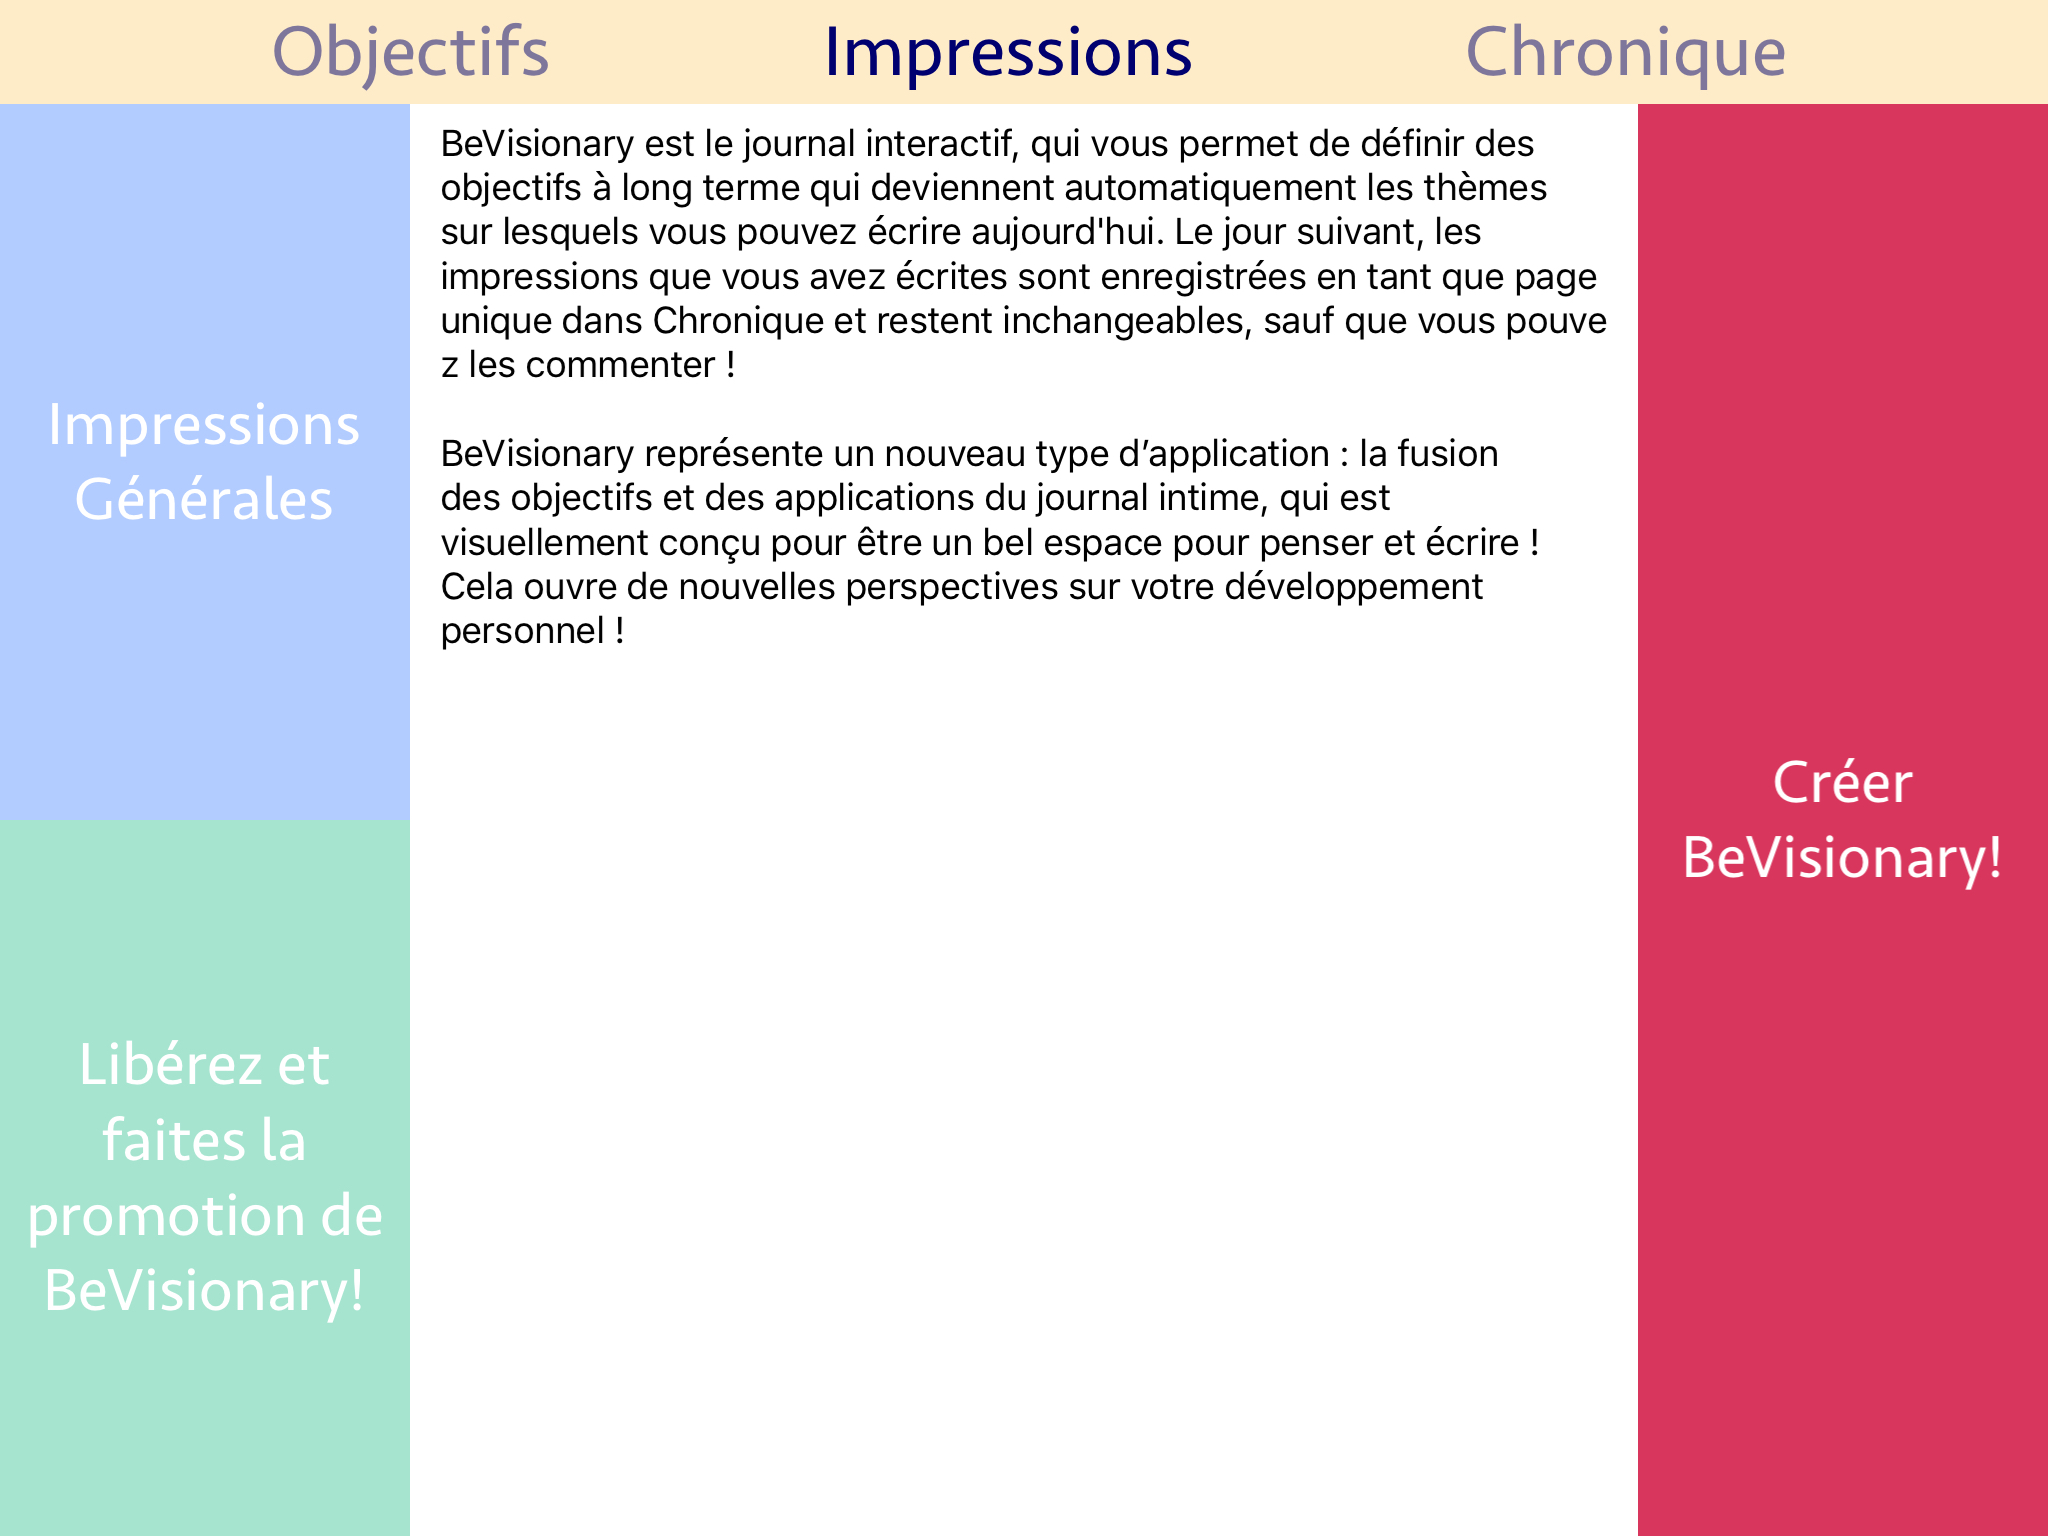 Objectifs
Impressions
Chronique
Impressions
Générales
Libérez et
faites la
promotion de
BeVisionary!
BeVisionary est le journal interactif, qui vous permet de définir des
objectifs à long terme qui deviennent automatiquement les thèmes
sur lesquels vous pouvez écrire aujourd'hui. Le jour suivant, les
impressions que vous avez écrites sont enregistrées en tant que page
unique dans Chronique et restent inchangeables, sauf que vous pouve
z les commenter !
BeVisionary représente un nouveau type d’application : la fusion
des objectifs et des applications du journal intime, qui est
visuellement conçu pour être un bel espace pour penser et écrire !
Cela ouvre de nouvelles perspectives sur votre développement
personnel !
Créer
BeVisionary!